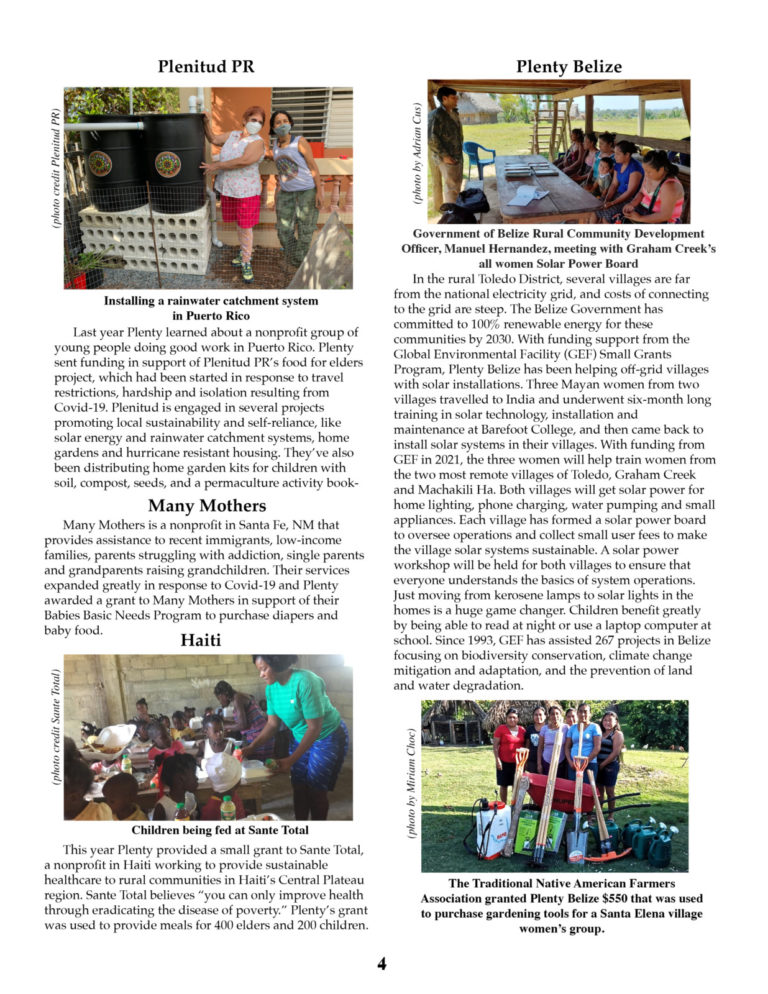 Plenitud PR
(photo credit Plenitud PR)
Installing a rainwater catchment system
in Puerto Rico
Last year Plenty learned about a nonprofit group of
young people doing good work in Puerto Rico. Plenty
sent funding in support of Plenitud PR's food for elders
project, which had been started in response to travel
restrictions, hardship and isolation resulting from
Covid-19. Plenitud is engaged in several projects
promoting local sustainability and self-reliance, like
solar energy and rainwater catchment systems, home
gardens and hurricane resistant housing. They've also
been distributing home garden kits for children with
soil, compost, seeds, and a permaculture activity book-
Many Mothers
Many Mothers is a nonprofit in Santa Fe, NM that
provides assistance to recent immigrants, low-income
families, parents struggling with addiction, single parents
and grandparents raising grandchildren. Their services
expanded greatly in response to Covid-19 and Plenty
awarded a grant to Many Mothers in support of their
Babies Basic Needs Program to purchase diapers and
baby food.
Haiti
(photo credit Sante Total)
Children being fed at Sante Total
This year Plenty provided a small grant to Sante Total,
a nonprofit in Haiti working to provide sustainable
healthcare to rural communities in Haiti's Central Plateau
region. Sante Total believes "you can only improve health
through eradicating the disease of poverty." Plenty's grant
was used to provide meals for 400 elders and 200 children.
Plenty Belize
(photo by Adrian Cus)
Government of Belize Rural Community Development
Officer, Manuel Hernandez, meeting with Graham Creek's
all women Solar Power Board
In the rural Toledo District, several villages are far
from the national electricity grid, and costs of connecting
to the grid are steep. The Belize Government has
committed to 100% renewable energy for these
communities by 2030. With funding support from the
Global Environmental Facility (GEF) Small Grants
Program, Plenty Belize has been helping off-grid villages
with solar installations. Three Mayan women from two
villages travelled to India and underwent six-month long
training in solar technology, installation and
maintenance at Barefoot College, and then came back to
install solar systems in their villages. With funding from
GEF in 2021, the three women will help train women from
the two most remote villages of Toledo, Graham Creek
and Machakili Ha. Both villages will get solar power for
home lighting, phone charging, water pumping and small
appliances. Each village has formed a solar power board
to oversee operations and collect small user fees to make
the village solar systems sustainable. A solar power
workshop will be held for both villages to ensure that
everyone understands the basics of system operations.
Just moving from kerosene lamps to solar lights in the
homes is a huge game changer. Children benefit greatly
by being able to read at night or use a laptop computer at
school. Since 1993, GEF has assisted 267 projects in Belize
focusing on biodiversity conservation, climate change
mitigation and adaptation, and the prevention of land
and water degradation.
(photo by Miriam Choc)
The Traditional Native American Farmers
Association granted Plenty Belize $550 that was used
to purchase gardening tools for a Santa Elena village
women's group.
4